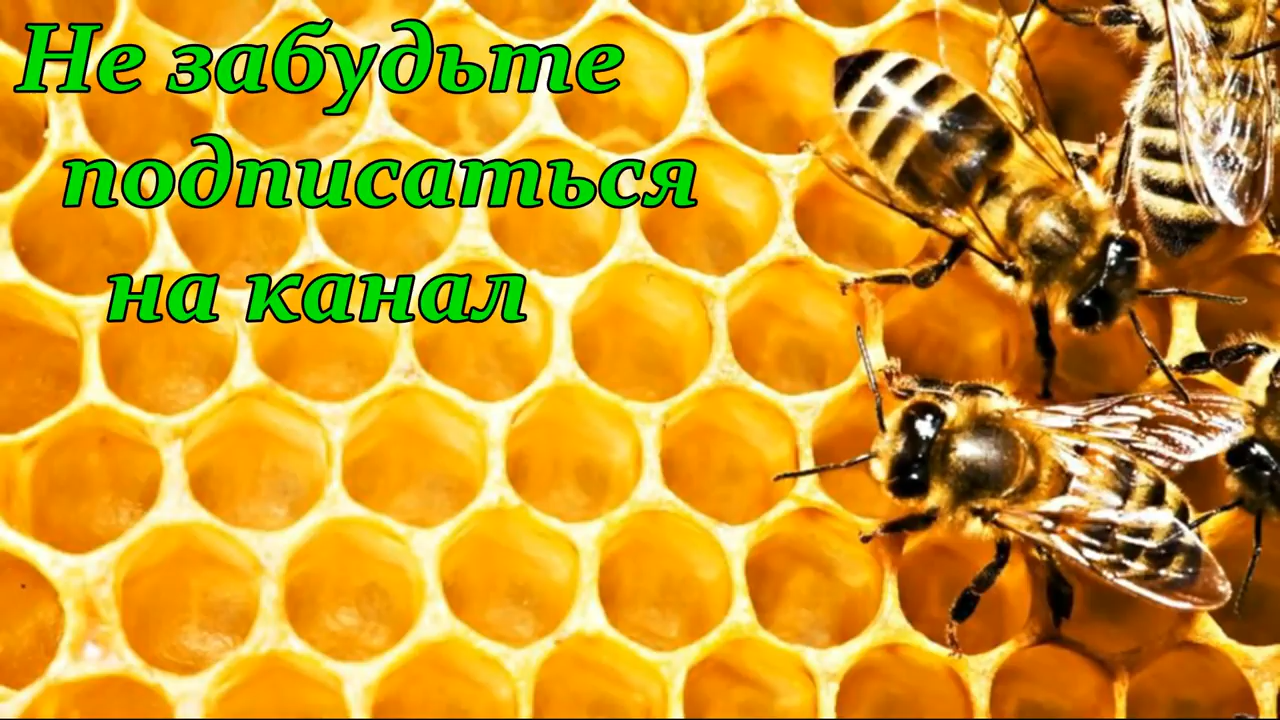 Не забудьте
подписаться
на канал